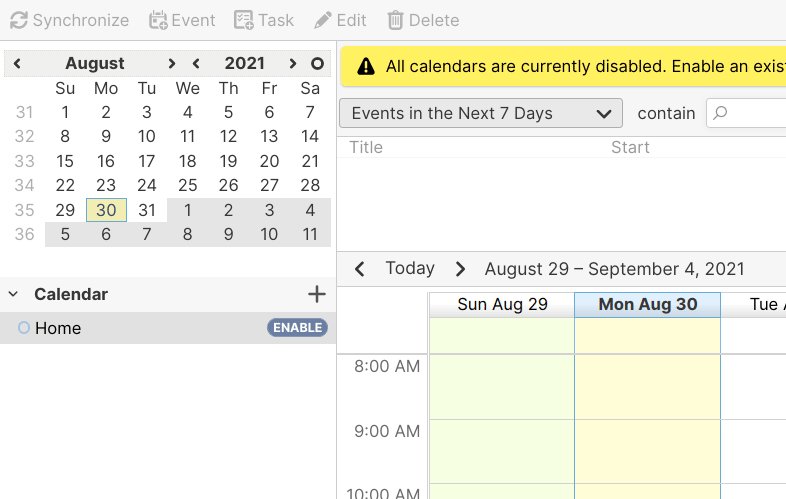 Synchronize Event Task Edit Delete
August 2021
Su Mo Tu We Th Fr Sa
31 1 2 3 4 5 6 7
32 8 9 10 11 12 13 14
33 15 16 17 18 19 20 21
34 22 23 24 25 26 27 28
35 29 30 31 1 2 3 4
36 5 6 7 8 9 10 11
Calendar
Home ENABLE
All calendars are currently disabled. Enable an exis
Events in the Next 7 Days contain
Title Start
Today August 29 – September 4, 2021
Sun Aug 29 Mon Aug 30 Tue A
8:00 AM
9:00 AM
10:00 AM